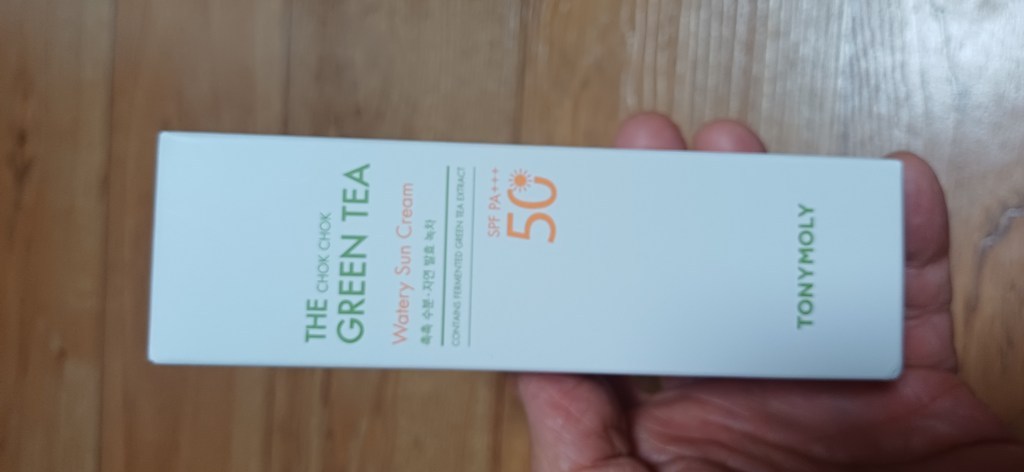 THE CHOK CHOK
GREEN TEA
Watery Sun Cream
촉촉 수분·자연 발효 녹차
CONTAINS FERMENTED GREEN TEA EXTRACT
SPF PA+++
50
TONYMOLY